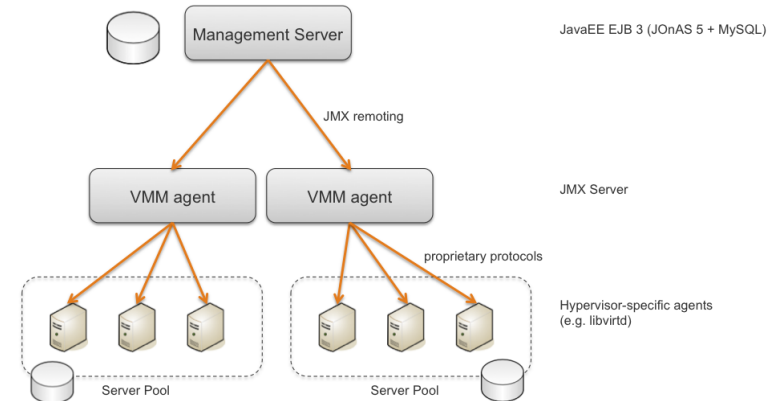 Management Server
JavaEE EJB 3 (JOnAS 5 + MySQL)
JMX remoting
VMM agent
VMM agent
JMX Server
proprietary protocols
Hypervisor-specific agents
(e.g. libvirtd)
Server Pool
Server Pool